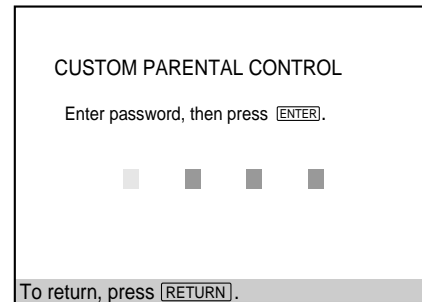 CUSTOM PARENTAL CONTROL
Enter password, then press ENTER.
To return, press RETURN.